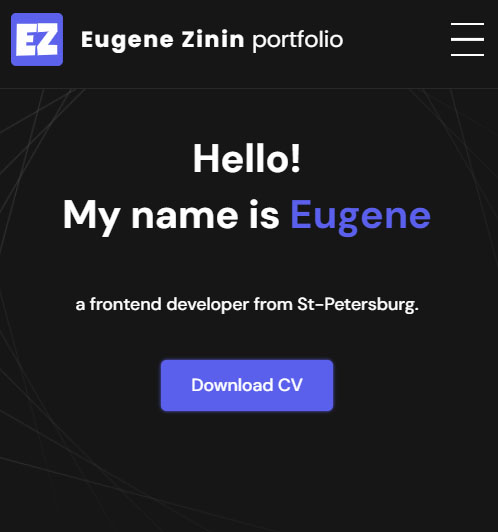 EZ
Eugene Zinin portfolio
Hello!
My name is Eugene
a frontend developer from St-Petersburg.
Download CV